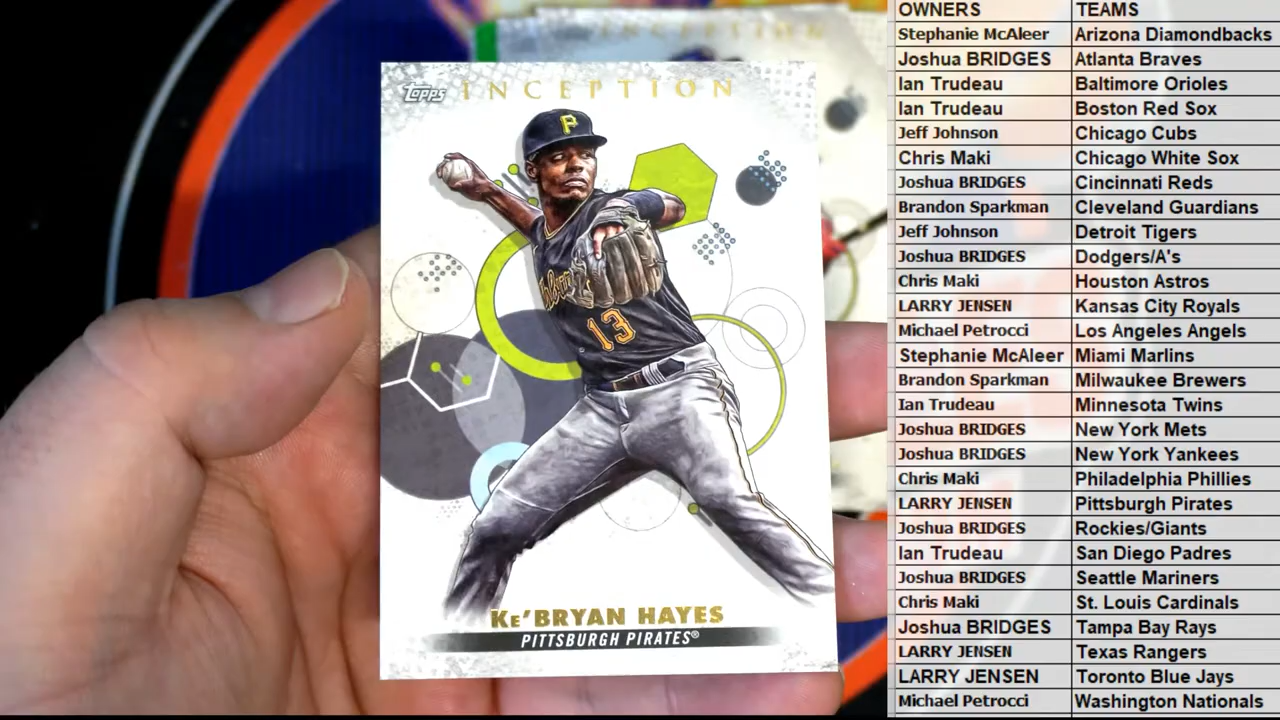 INCEPTION
Topps INCEPTION
P
13
KE'BRYAN HAYES
PITTSBURGH PIRATES®
OWNERS TEAMS
Stephanie McAleer Arizona Diamondbacks
Joshua BRIDGES Atlanta Braves
Ian Trudeau Baltimore Orioles
Ian Trudeau Boston Red Sox
Jeff Johnson Chicago Cubs
Chris Maki Chicago White Sox
Joshua BRIDGES Cincinnati Reds
Brandon Sparkman Cleveland Guardians
Jeff Johnson Detroit Tigers
Joshua BRIDGES Dodgers/A's
Chris Maki Houston Astros
LARRY JENSEN Kansas City Royals
Michael Petrocci Los Angeles Angels
Stephanie McAleer Miami Marlins
Brandon Sparkman Milwaukee Brewers
Ian Trudeau Minnesota Twins
Joshua BRIDGES New York Mets
Joshua BRIDGES New York Yankees
Chris Maki Philadelphia Phillies
LARRY JENSEN Pittsburgh Pirates
Joshua BRIDGES Rockies/Giants
Ian Trudeau San Diego Padres
Joshua BRIDGES Seattle Mariners
Chris Maki St. Louis Cardinals
Joshua BRIDGES Tampa Bay Rays
LARRY JENSEN Texas Rangers
LARRY JENSEN Toronto Blue Jays
Michael Petrocci Washington Nationals